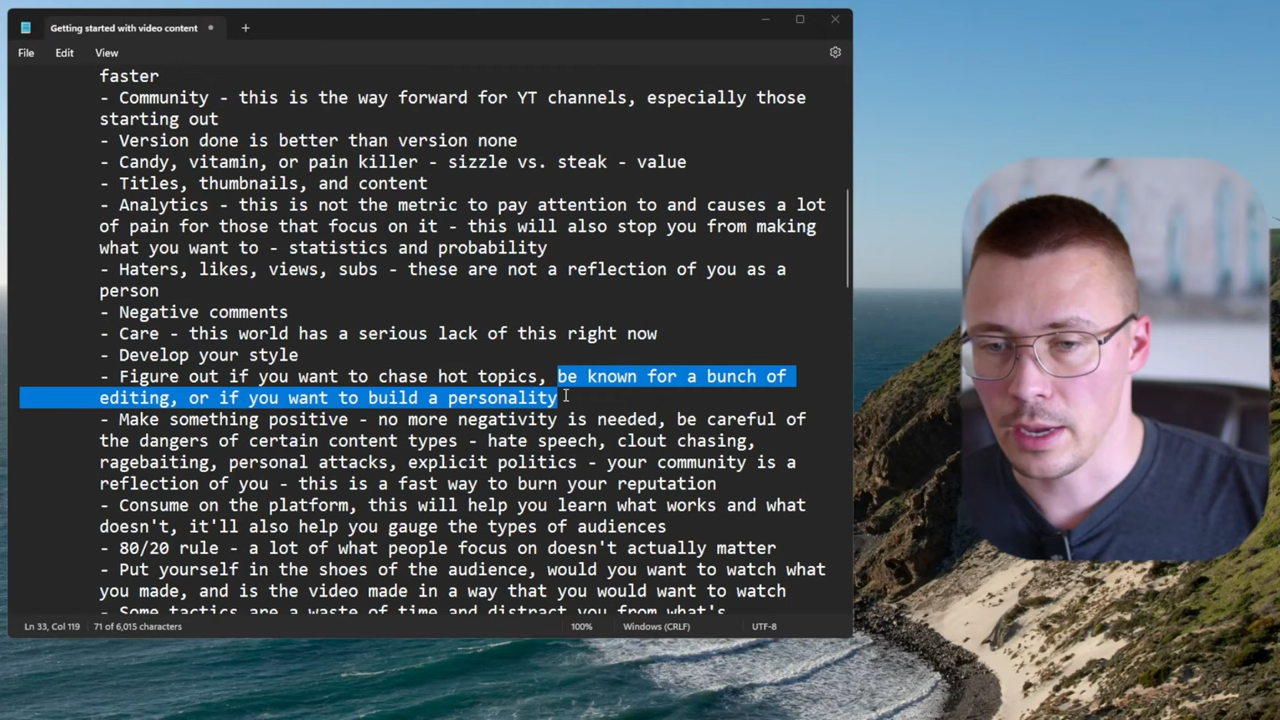 Getting started with video content
File Edit View
faster
- Community - this is the way forward for YT channels, especially those
starting out
- Version done is better than version none
- Candy, vitamin, or pain killer - sizzle vs. steak - value
- Titles, thumbnails, and content
- Analytics - this is not the metric to pay attention to and causes a lot
of pain for those that focus on it - this will also stop you from making
what you want to - statistics and probability
- Haters, likes, views, subs - these are not a reflection of you as a
person
- Negative comments
- Care - this world has a serious lack of this right now
- Develop your style
- Figure out if you want to chase hot topics, be known for a bunch of
editing, or if you want to build a personality
- Make something positive - no more negativity is needed, be careful of
the dangers of certain content types - hate speech, clout chasing,
ragebaiting, personal attacks, explicit politics - your community is a
reflection of you - this is a fast way to burn your reputation
- Consume on the platform, this will help you learn what works and what
doesn't, it'll also help you gauge the types of audiences
- 80/20 rule - a lot of what people focus on doesn't actually matter
- Put yourself in the shoes of the audience, would you want to watch what
you made, and is the video made in a way that you would want to watch
- Some tactics are a waste of time and distract you from what's
Ln 33, Col 119 71 of 6,015 characters 100% Windows (CRLF) UTF-8